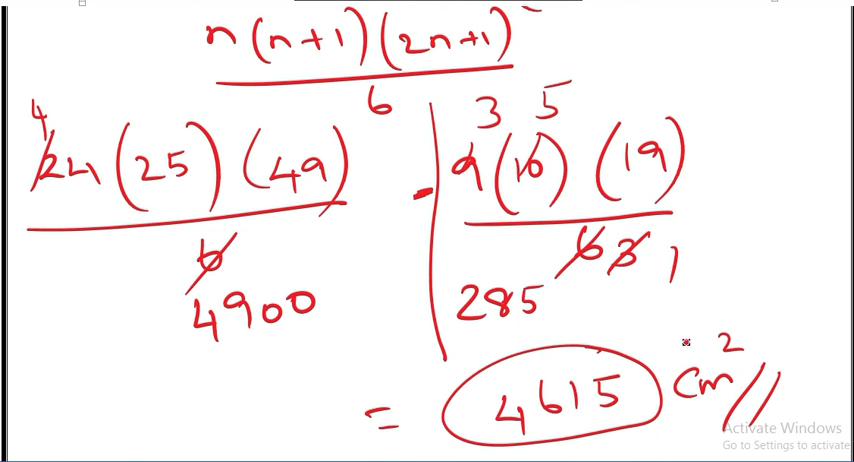 n(n+1)(2n+1)
6
4 3 5
24(25)(49) - 9(10)(19)
6 6 3 1
4900 285
= 4615 cm²//
Activate Windows
Go to Settings to activate